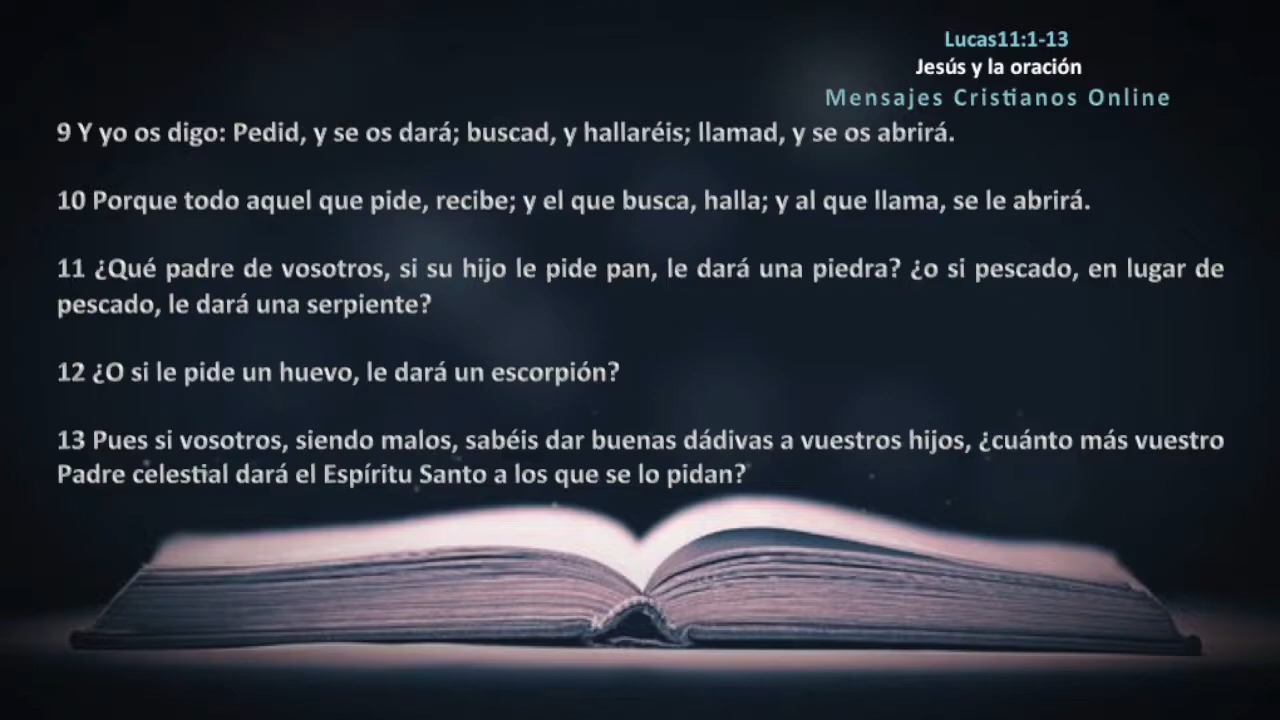 Lucas11:1-13
Jesús y la oración
Mensajes Cristianos Online
9 Y yo os digo: Pedid, y se os dará; buscad, y hallaréis; llamad, y se os abrirá.
10 Porque todo aquel que pide, recibe; y el que busca, halla; y al que llama, se le abrirá.
11 ¿Qué padre de vosotros, si su hijo le pide pan, le dará una piedra? ¿o si pescado, en lugar de
pescado, le dará una serpiente?
12 ¿O si le pide un huevo, le dará un escorpión?
13 Pues si vosotros, siendo malos, sabéis dar buenas dádivas a vuestros hijos, ¿cuánto más vuestro
Padre celestial dará el Espíritu Santo a los que se lo pidan?